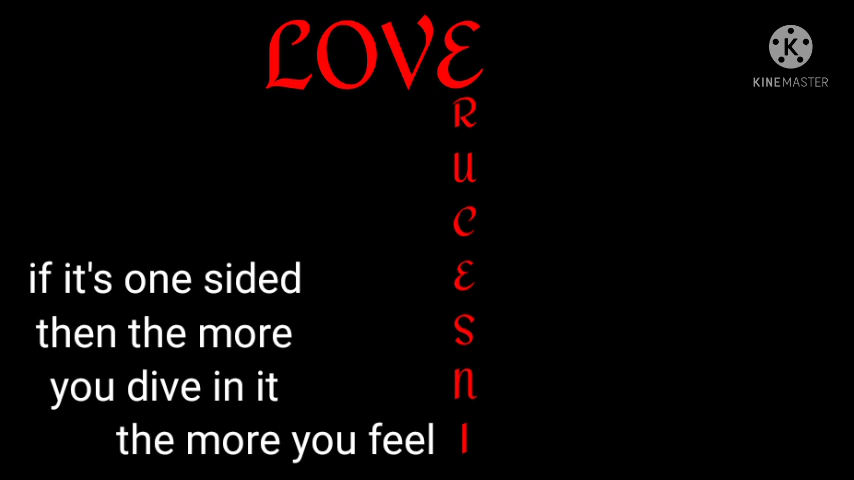 LOVE
R
U
C
E
S
N
I
if it's one sided
then the more
you dive in it
the more you feel
K
KINEMASTER